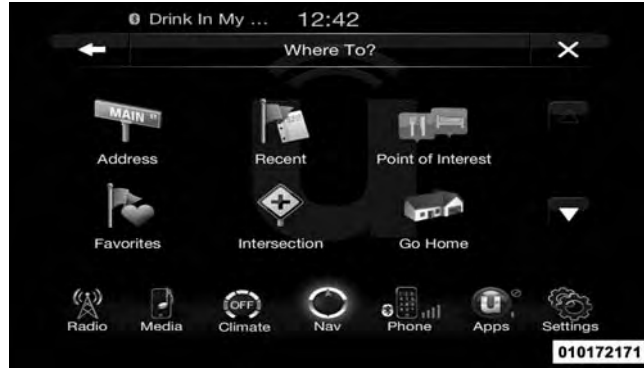 Drink In My ... 12:42
Where To?
MAIN ST
Address Recent Point of Interest
Favorites Intersection Go Home
OFF
Radio Media Climate Nav Phone Apps Settings
010172171